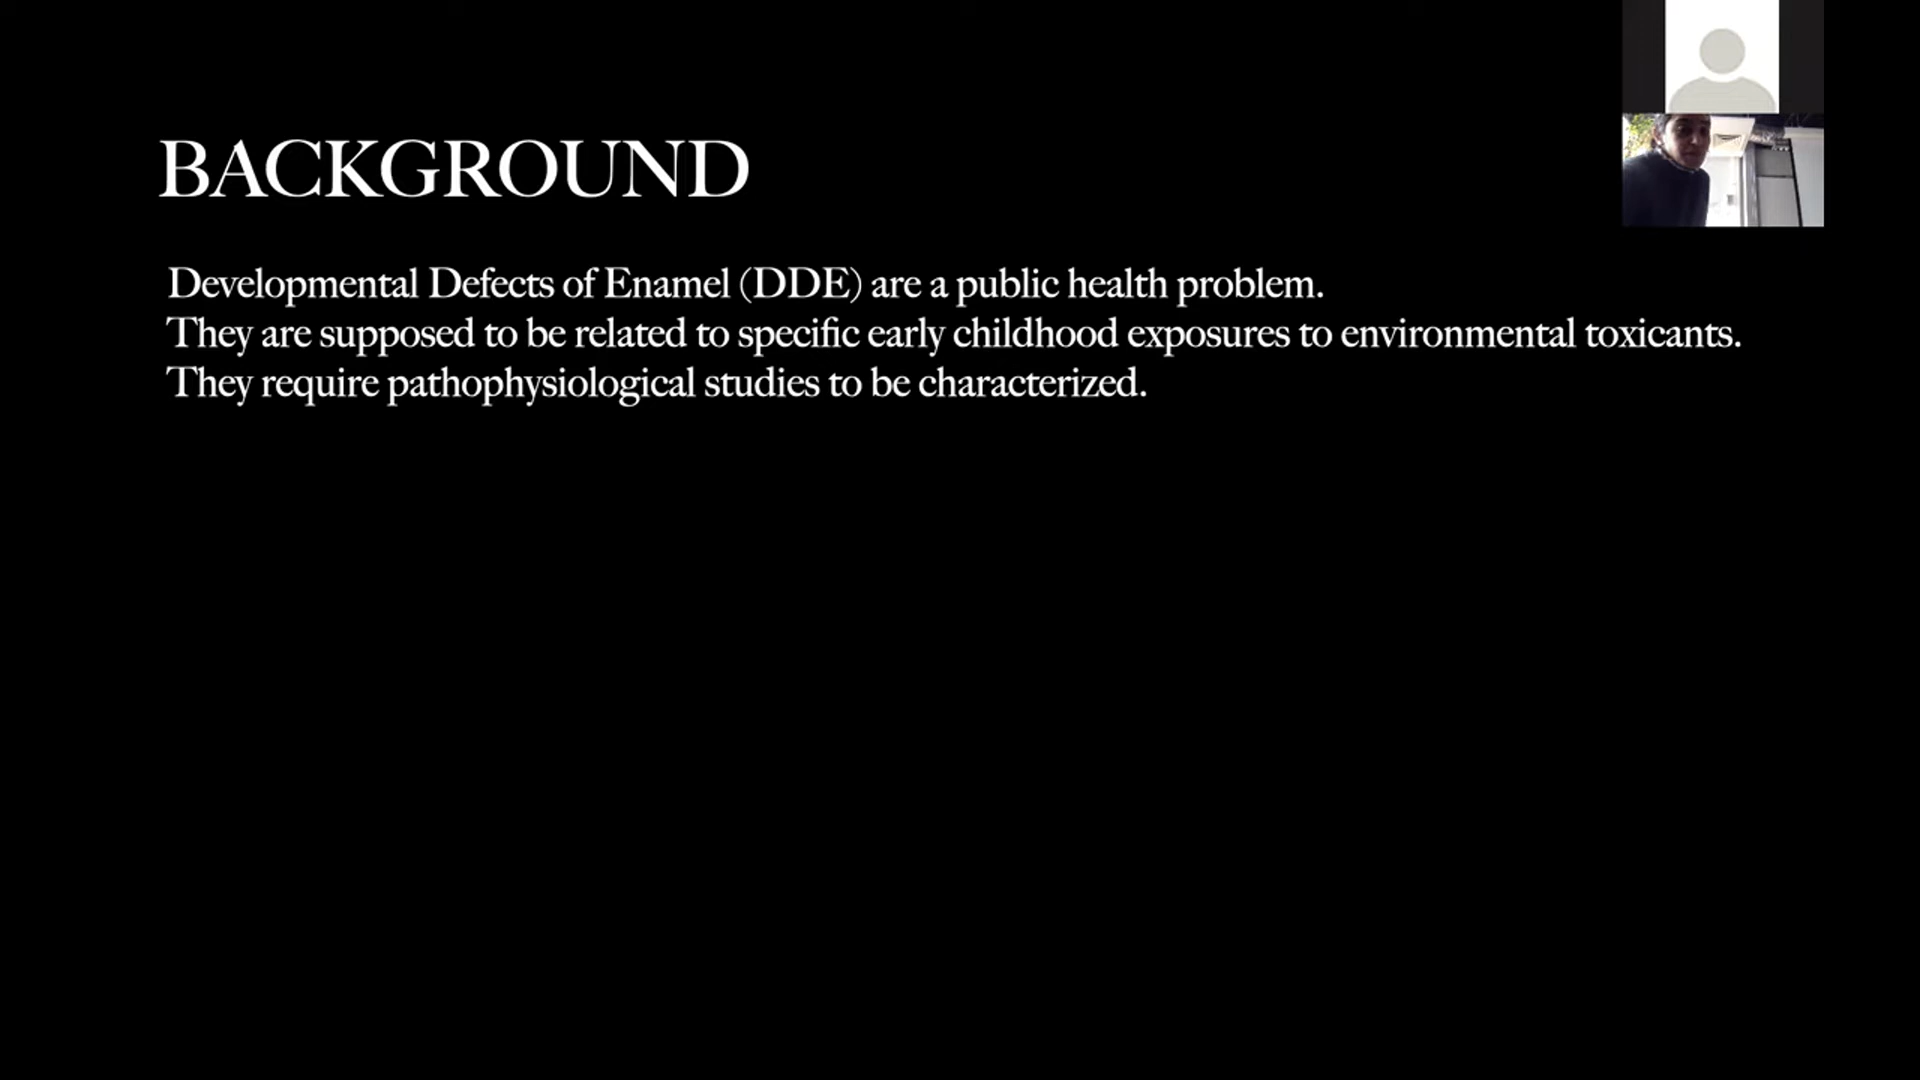 BACKGROUND
Developmental Defects of Enamel (DDE) are a public health problem.
They are supposed to be related to specific early childhood exposures to environmental toxicants.
They require pathophysiological studies to be characterized.